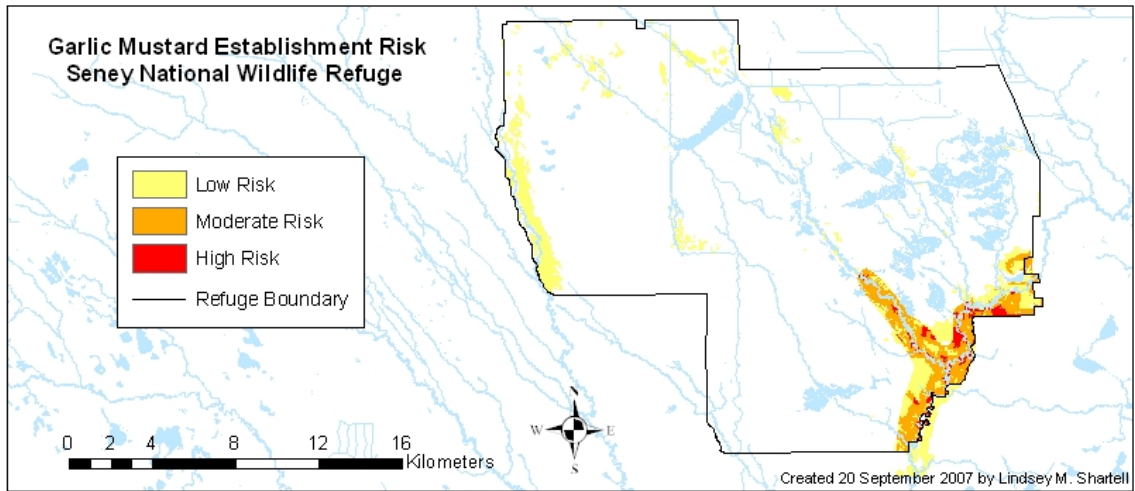 Garlic Mustard Establishment Risk
Seney National Wildlife Refuge
Low Risk
Moderate Risk
High Risk
Refuge Boundary
N
W E
S
0 2 4 8 12 16
Kilometers
Created 20 September 2007 by Lindsey M. Shartell